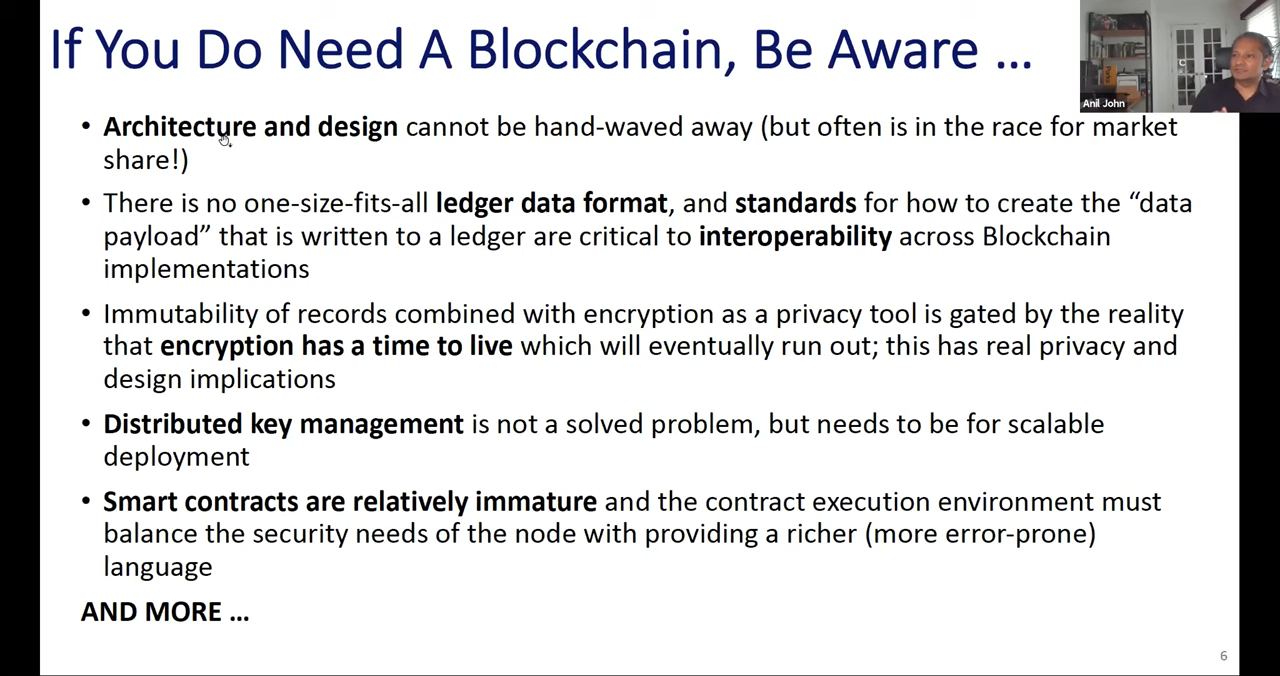 If You Do Need A Blockchain, Be Aware …
Anil John
• Architecture and design cannot be hand-waved away (but often is in the race for market
share!)
• There is no one-size-fits-all ledger data format, and standards for how to create the “data
payload” that is written to a ledger are critical to interoperability across Blockchain
implementations
• Immutability of records combined with encryption as a privacy tool is gated by the reality
that encryption has a time to live which will eventually run out; this has real privacy and
design implications
• Distributed key management is not a solved problem, but needs to be for scalable
deployment
• Smart contracts are relatively immature and the contract execution environment must
balance the security needs of the node with providing a richer (more error-prone)
language
AND MORE …
6